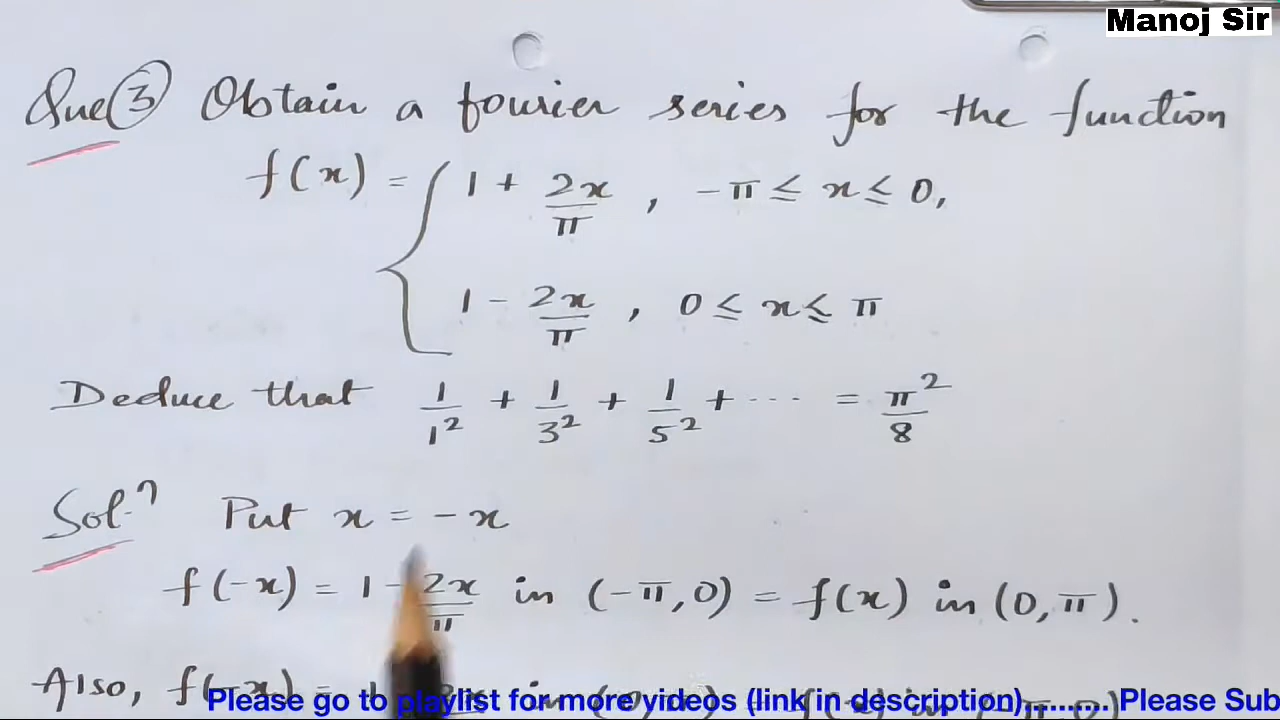 Manoj Sir
Que ③ Obtain a fourier series for the function
f(x) = { 1 + 2x/π , -π ≤ x ≤ 0,
1 - 2x/π , 0 ≤ x ≤ π
Deduce that 1/1² + 1/3² + 1/5² + ... = π²/8
Sol.ⁿ Put x = -x
f(-x) = 1 - 2x/π in (-π, 0) = f(x) in (0, π).
Also, f(-x) =
Please go to playlist for more videos (link in description).......... Please Sub